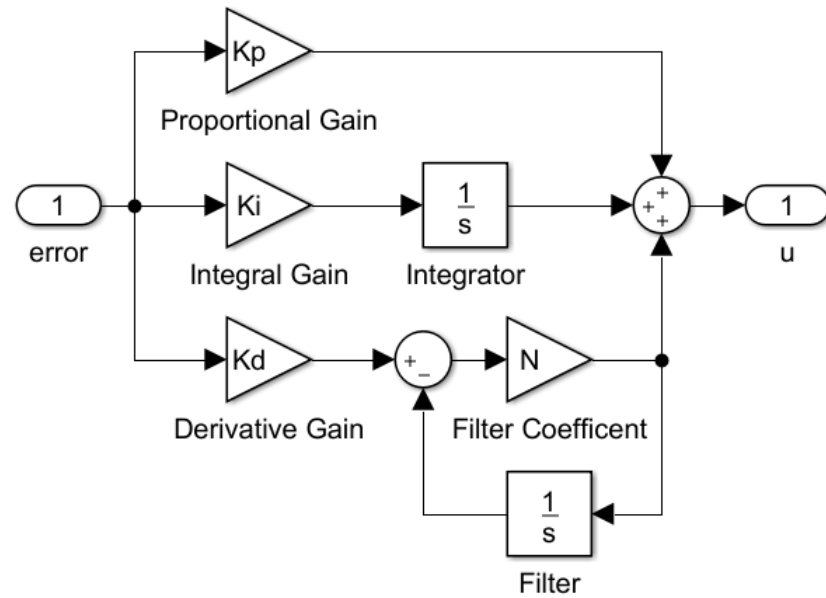 Kp
Proportional Gain
1
error
Ki
Integral Gain
1
s
Integrator
+
+
+
1
u
Kd
Derivative Gain
+
−
N
Filter Coefficent
1
s
Filter